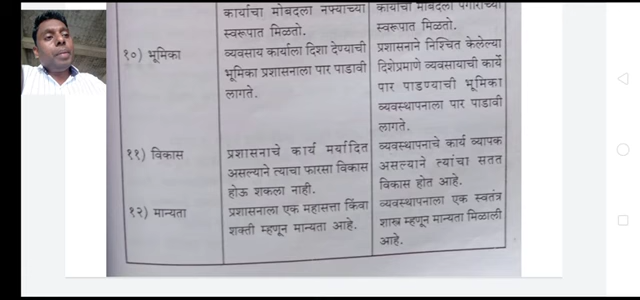 कार्याचा मोबदला नफ्याच्या
स्वरूपात मिळतो.
कार्याचा मोबदला पगाराच्या
स्वरूपात मिळतो.
१०) भूमिका
व्यवसाय कार्याला दिशा देण्याची
भूमिका प्रशासनाला पार पाडावी
लागते.
प्रशासनाने निश्चित केलेल्या
दिशेप्रमाणे व्यवसायाची कार्ये
पार पाडण्याची भूमिका
व्यवस्थापनाला पार पाडावी
लागते.
११) विकास
प्रशासनाचे कार्य मर्यादित
असल्याने त्याचा फारसा विकास
होऊ शकला नाही.
व्यवस्थापनाचे कार्य व्यापक
असल्याने त्यांचा सतत
विकास होत आहे.
१२) मान्यता
प्रशासनाला एक महासत्ता किंवा
शक्ती म्हणून मान्यता आहे.
व्यवस्थापनाला एक स्वतंत्र
शास्त्र म्हणून मान्यता मिळाली
आहे.